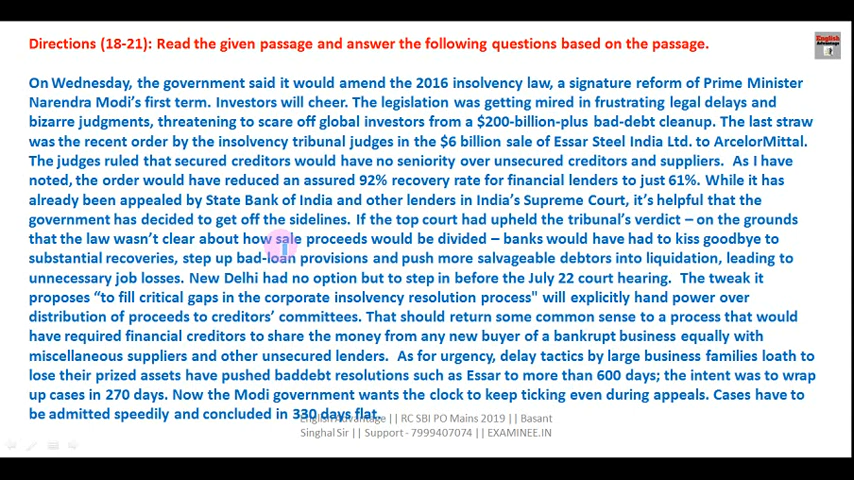 English
Advantage
Directions (18-21): Read the given passage and answer the following questions based on the passage.
On Wednesday, the government said it would amend the 2016 insolvency law, a signature reform of Prime Minister
Narendra Modi's first term. Investors will cheer. The legislation was getting mired in frustrating legal delays and
bizarre judgments, threatening to scare off global investors from a $200-billion-plus bad-debt cleanup. The last straw
was the recent order by the insolvency tribunal judges in the $6 billion sale of Essar Steel India Ltd. to ArcelorMittal.
The judges ruled that secured creditors would have no seniority over unsecured creditors and suppliers. As I have
noted, the order would have reduced an assured 92% recovery rate for financial lenders to just 61%. While it has
already been appealed by State Bank of India and other lenders in India's Supreme Court, it's helpful that the
government has decided to get off the sidelines. If the top court had upheld the tribunal's verdict – on the grounds
that the law wasn't clear about how sale proceeds would be divided – banks would have had to kiss goodbye to
substantial recoveries, step up bad-loan provisions and push more salvageable debtors into liquidation, leading to
unnecessary job losses. New Delhi had no option but to step in before the July 22 court hearing. The tweak it
proposes “to fill critical gaps in the corporate insolvency resolution process" will explicitly hand power over
distribution of proceeds to creditors' committees. That should return some common sense to a process that would
have required financial creditors to share the money from any new buyer of a bankrupt business equally with
miscellaneous suppliers and other unsecured lenders. As for urgency, delay tactics by large business families loath to
lose their prized assets have pushed baddebt resolutions such as Essar to more than 600 days; the intent was to wrap
up cases in 270 days. Now the Modi government wants the clock to keep ticking even during appeals. Cases have to
be admitted speedily and concluded in 330 days flat.
English Advantage || RC SBI PO Mains 2019 || Basant
Singhal Sir || Support - 7999407074 || EXAMINEE.IN